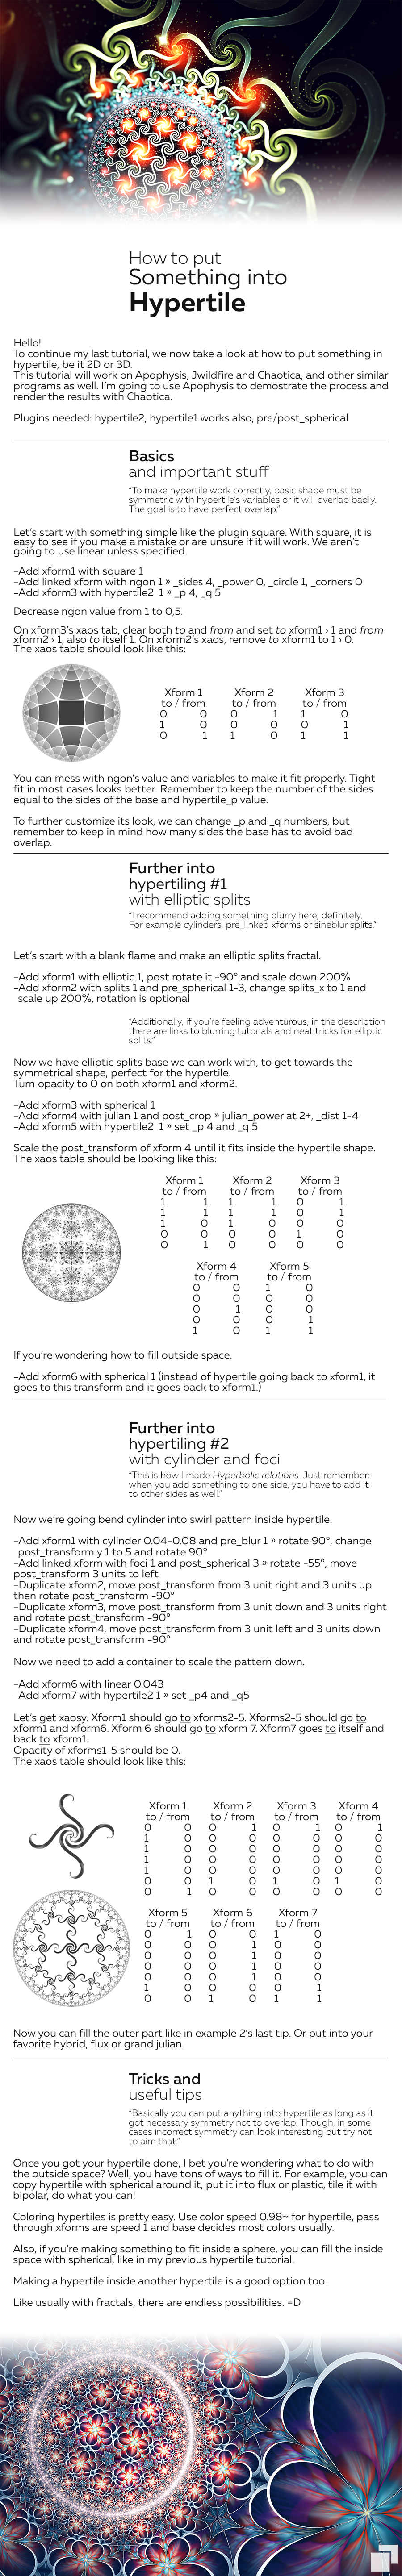 How to put
Something into
Hypertile
Hello!
To continue my last tutorial, we now take a look at how to put something in
hypertile, be it 2D or 3D.
This tutorial will work on Apophysis, Jwildfire and Chaotica, and other similar
programs as well. I'm going to use Apophysis to demostrate the process and
render the results with Chaotica.
Plugins needed: hypertile2, hypertile1 works also, pre/post_spherical
Basics
and important stuff
"To make hypertile work correctly, basic shape must be
symmetric with hypertile's variables or it will overlap badly.
The goal is to have perfect overlap."
Let's start with something simple like the plugin square. With square, it is
easy to see if you make a mistake or are unsure if it will work. We aren't
going to use linear unless specified.
-Add xform1 with square 1
-Add linked xform with ngon 1 » _sides 4, _power 0, _circle 1, _corners 0
-Add xform3 with hypertile2 1 » _p 4, _q 5
Decrease ngon value from 1 to 0,5.
On xform3's xaos tab, clear both to and from and set to xform1 › 1 and from
xform2 › 1, also to itself 1. On xform2's xaos, remove to xform1 to 1 › 0.
The xaos table should look like this:
Xform 1 Xform 2 Xform 3
to / from to / from to / from
0 0 0 1 1 0
1 0 0 0 0 1
0 1 1 0 1 1
You can mess with ngon's value and variables to make it fit properly. Tight
fit in most cases looks better. Remember to keep the number of the sides
equal to the sides of the base and hypertile_p value.
To further customize its look, we can change _p and _q numbers, but
remember to keep in mind how many sides the base has to avoid bad
overlap.
Further into
hypertiling #1
with elliptic splits
"I recommend adding something blurry here, definitely.
For example cylinders, pre_linked xforms or sineblur splits."
Let's start with a blank flame and make an elliptic splits fractal.
-Add xform1 with elliptic 1, post rotate it -90° and scale down 200%
-Add xform2 with splits 1 and pre_spherical 1-3, change splits_x to 1 and
scale up 200%, rotation is optional
"Additionally, if you're feeling adventurous, in the description
there are links to blurring tutorials and neat tricks for elliptic
splits."
Now we have elliptic splits base we can work with, to get towards the
symmetrical shape, perfect for the hypertile.
Turn opacity to 0 on both xform1 and xform2.
-Add xform3 with spherical 1
-Add xform4 with julian 1 and post_crop » julian_power at 2+, _dist 1-4
-Add xform5 with hypertile2 1 » set _p 4 and _q 5
Scale the post_transform of xform 4 until it fits inside the hypertile shape.
The xaos table should be looking like this:
Xform 1 Xform 2 Xform 3
to / from to / from to / from
1 1 1 1 0 1
1 1 1 1 0 1
1 0 1 0 0 0
0 0 0 0 1 0
0 1 0 0 0 0
Xform 4 Xform 5
to / from to / from
0 0 1 0
0 0 0 0
0 1 0 0
0 0 0 1
1 0 1 1
If you're wondering how to fill outside space.
-Add xform6 with spherical 1 (instead of hypertile going back to xform1, it
goes to this transform and it goes back to xform1.)
Further into
hypertiling #2
with cylinder and foci
"This is how I made Hyperbolic relations. Just remember:
when you add something to one side, you have to add it
to other sides as well."
Now we're going bend cylinder into swirl pattern inside hypertile.
-Add xform1 with cylinder 0.04-0.08 and pre_blur 1 » rotate 90°, change
post_transform y 1 to 5 and rotate 90°
-Add linked xform with foci 1 and post_spherical 3 » rotate -55°, move
post_transform 3 units to left
-Duplicate xform2, move post_transform from 3 unit right and 3 units up
then rotate post_transform -90°
-Duplicate xform3, move post_transform from 3 unit down and 3 units right
and rotate post_transform -90°
-Duplicate xform4, move post_transform from 3 unit left and 3 units down
and rotate post_transform -90°
Now we need to add a container to scale the pattern down.
-Add xform6 with linear 0.043
-Add xform7 with hypertile2 1 » set _p4 and _q5
Let's get xaosy. Xform1 should go to xforms2-5. Xforms2-5 should go to
xform1 and xform6. Xform 6 should go to xform 7. Xform7 goes to itself and
back to xform1.
Opacity of xforms1-5 should be 0.
The xaos table should look like this:
Xform 1 Xform 2 Xform 3 Xform 4
to / from to / from to / from to / from
0 0 0 1 0 1 0 1
1 0 0 0 0 0 0 0
1 0 0 0 0 0 0 0
1 0 0 0 0 0 0 0
1 0 0 0 0 0 0 0
0 0 1 0 1 0 1 0
0 1 0 0 0 0 0 0
Xform 5 Xform 6 Xform 7
to / from to / from to / from
0 1 0 0 1 0
0 0 0 1 0 0
0 0 0 1 0 0
0 0 0 1 0 0
0 0 0 1 0 0
1 0 0 0 0 1
0 0 1 0 1 1
Now you can fill the outer part like in example 2's last tip. Or put into your
favorite hybrid, flux or grand julian.
Tricks and
useful tips
"Basically you can put anything into hypertile as long as it
got necessary symmetry not to overlap. Though, in some
cases incorrect symmetry can look interesting but try not
to aim that."
Once you got your hypertile done, I bet you're wondering what to do with
the outside space? Well, you have tons of ways to fill it. For example, you can
copy hypertile with spherical around it, put it into flux or plastic, tile it with
bipolar, do what you can!
Coloring hypertiles is pretty easy. Use color speed 0.98~ for hypertile, pass
through xforms are speed 1 and base decides most colors usually.
Also, if you're making something to fit inside a sphere, you can fill the inside
space with spherical, like in my previous hypertile tutorial.
Making a hypertile inside another hypertile is a good option too.
Like usually with fractals, there are endless possibilities. =D